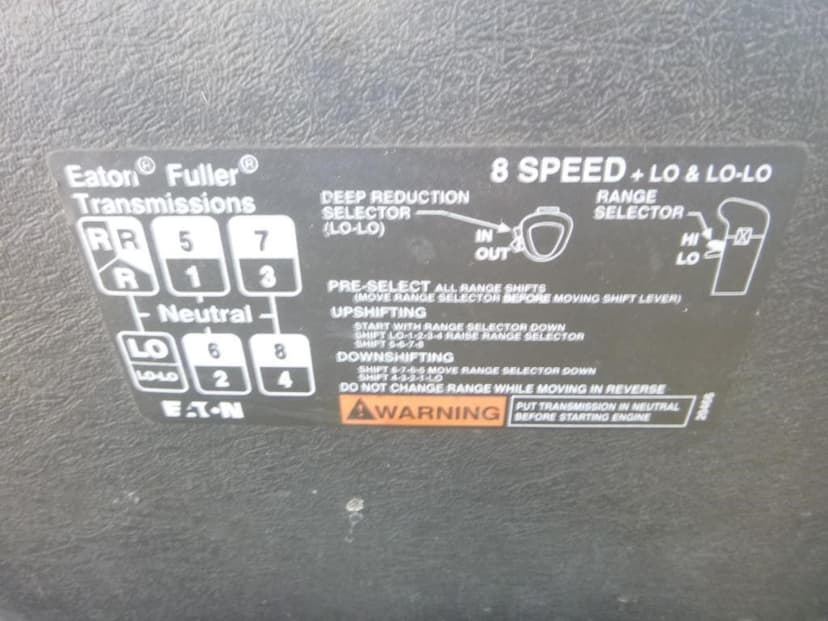 Eaton® Fuller®
Transmissions
8 SPEED + LO & LO-LO
R R 5 7
R 1 3
Neutral
LO 6 8
LO-LO 2 4
EATON
DEEP REDUCTION
SELECTOR
(LO-LO)
IN
OUT
RANGE
SELECTOR
HI
LO
PRE-SELECT ALL RANGE SHIFTS
(MOVE RANGE SELECTOR BEFORE MOVING SHIFT LEVER)
UPSHIFTING
START WITH RANGE SELECTOR DOWN
SHIFT LO-1-2-3-4 RAISE RANGE SELECTOR
SHIFT 5-6-7-8
DOWNSHIFTING
SHIFT 8-7-6-5 MOVE RANGE SELECTOR DOWN
SHIFT 4-3-2-1-LO
DO NOT CHANGE RANGE WHILE MOVING IN REVERSE
WARNING
PUT TRANSMISSION IN NEUTRAL
BEFORE STARTING ENGINE